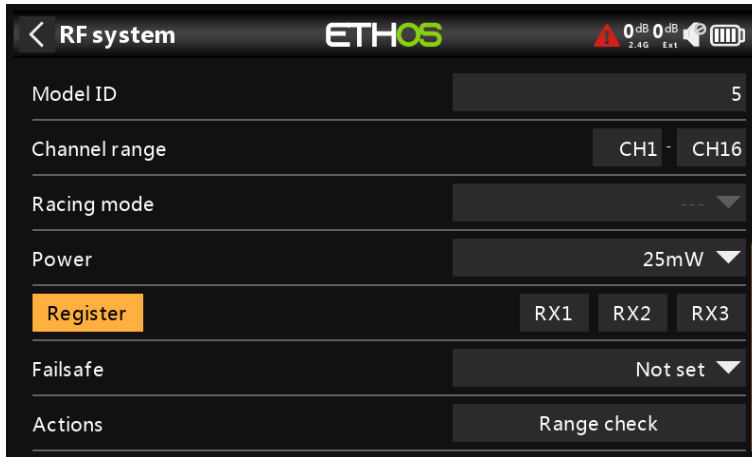 RF system ETHOS 0dB 0dB
2.4G Ext
Model ID 5
Channel range CH1 - CH16
Racing mode ---
Power 25mW
Register RX1 RX2 RX3
Failsafe Not set
Actions Range check